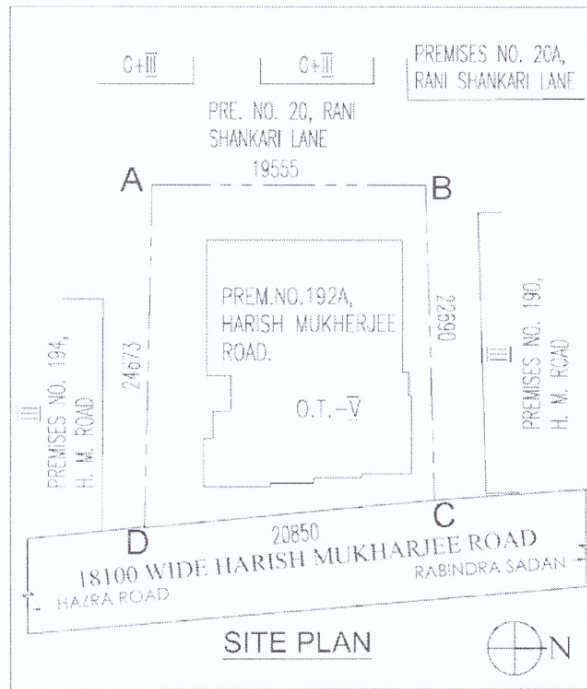 G+III
G+III
PREMISES NO. 20A,
RANI SHANKARI LANE
PRE. NO. 20, RANI
SHANKARI LANE
19555
A
B
PREM.NO.192A,
HARISH MUKHERJEE
ROAD.
O.T.-V
24673
22690
III
PREMISES NO. 194,
H. M. ROAD
III
PREMISES NO. 190,
H. M. ROAD
D
C
20850
18100 WIDE HARISH MUKHARJEE ROAD
HAZRA ROAD
RABINDRA SADAN
SITE PLAN
N